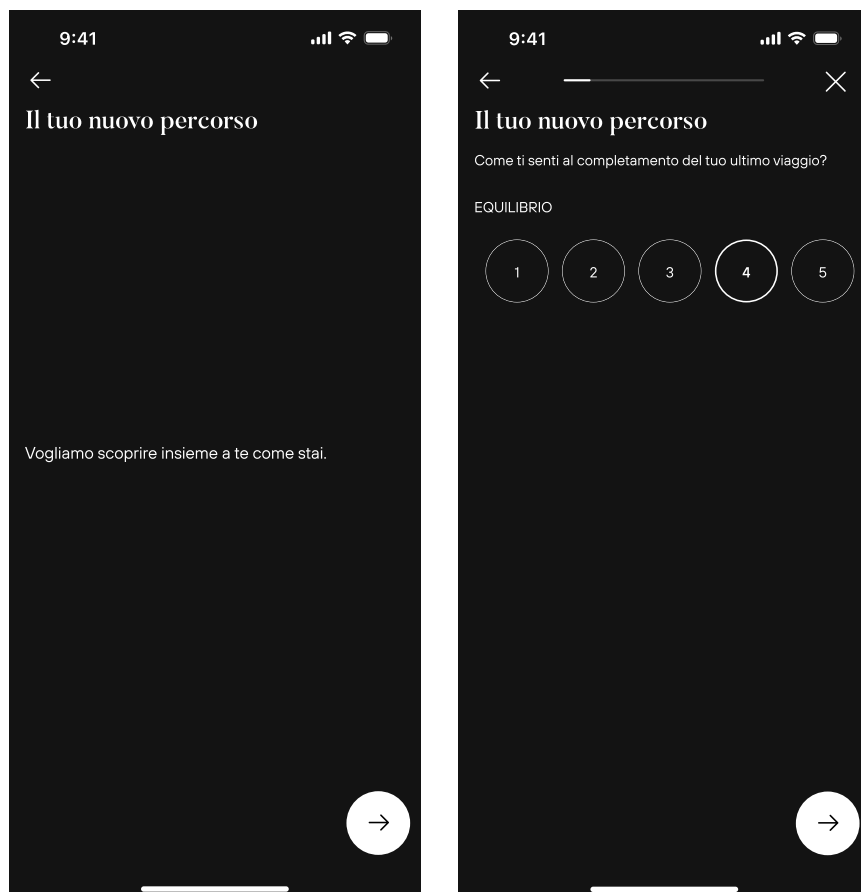 9:41
Il tuo nuovo percorso
Vogliamo scoprire insieme a te come stai.
9:41
Il tuo nuovo percorso
Come ti senti al completamento del tuo ultimo viaggio?
EQUILIBRIO
1 2 3 4 5